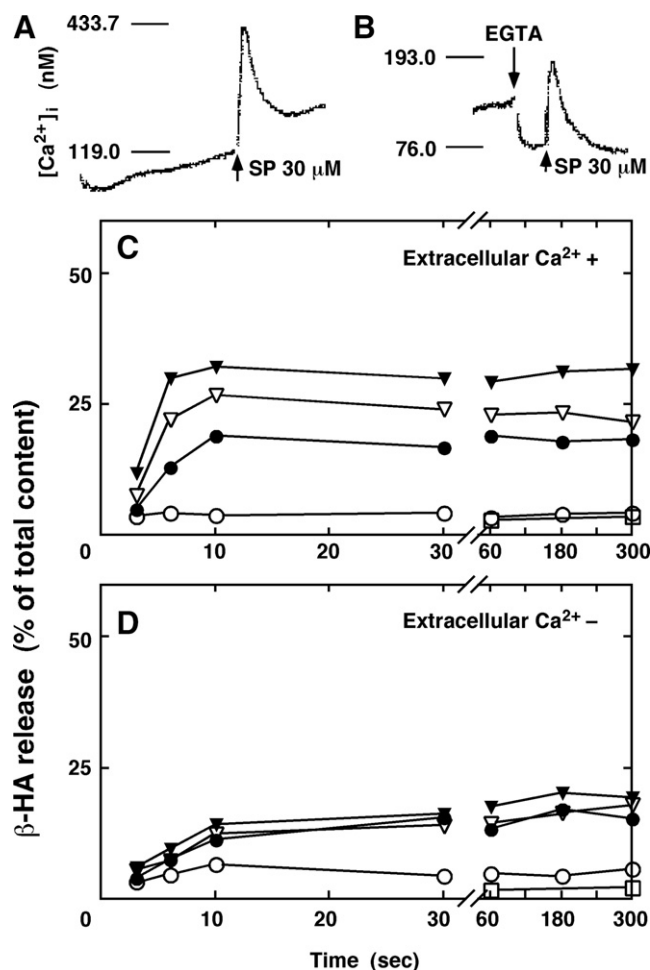 A
433.7
[Ca²⁺]ᵢ (nM)
119.0
SP 30 μM
B
EGTA
193.0
76.0
SP 30 μM
C
Extracellular Ca²⁺ +
50
25
0 10 30 60 180 300
D
Extracellular Ca²⁺ –
50
25
0 10 30 60 180 300
β-HA release (% of total content)
Time (sec)